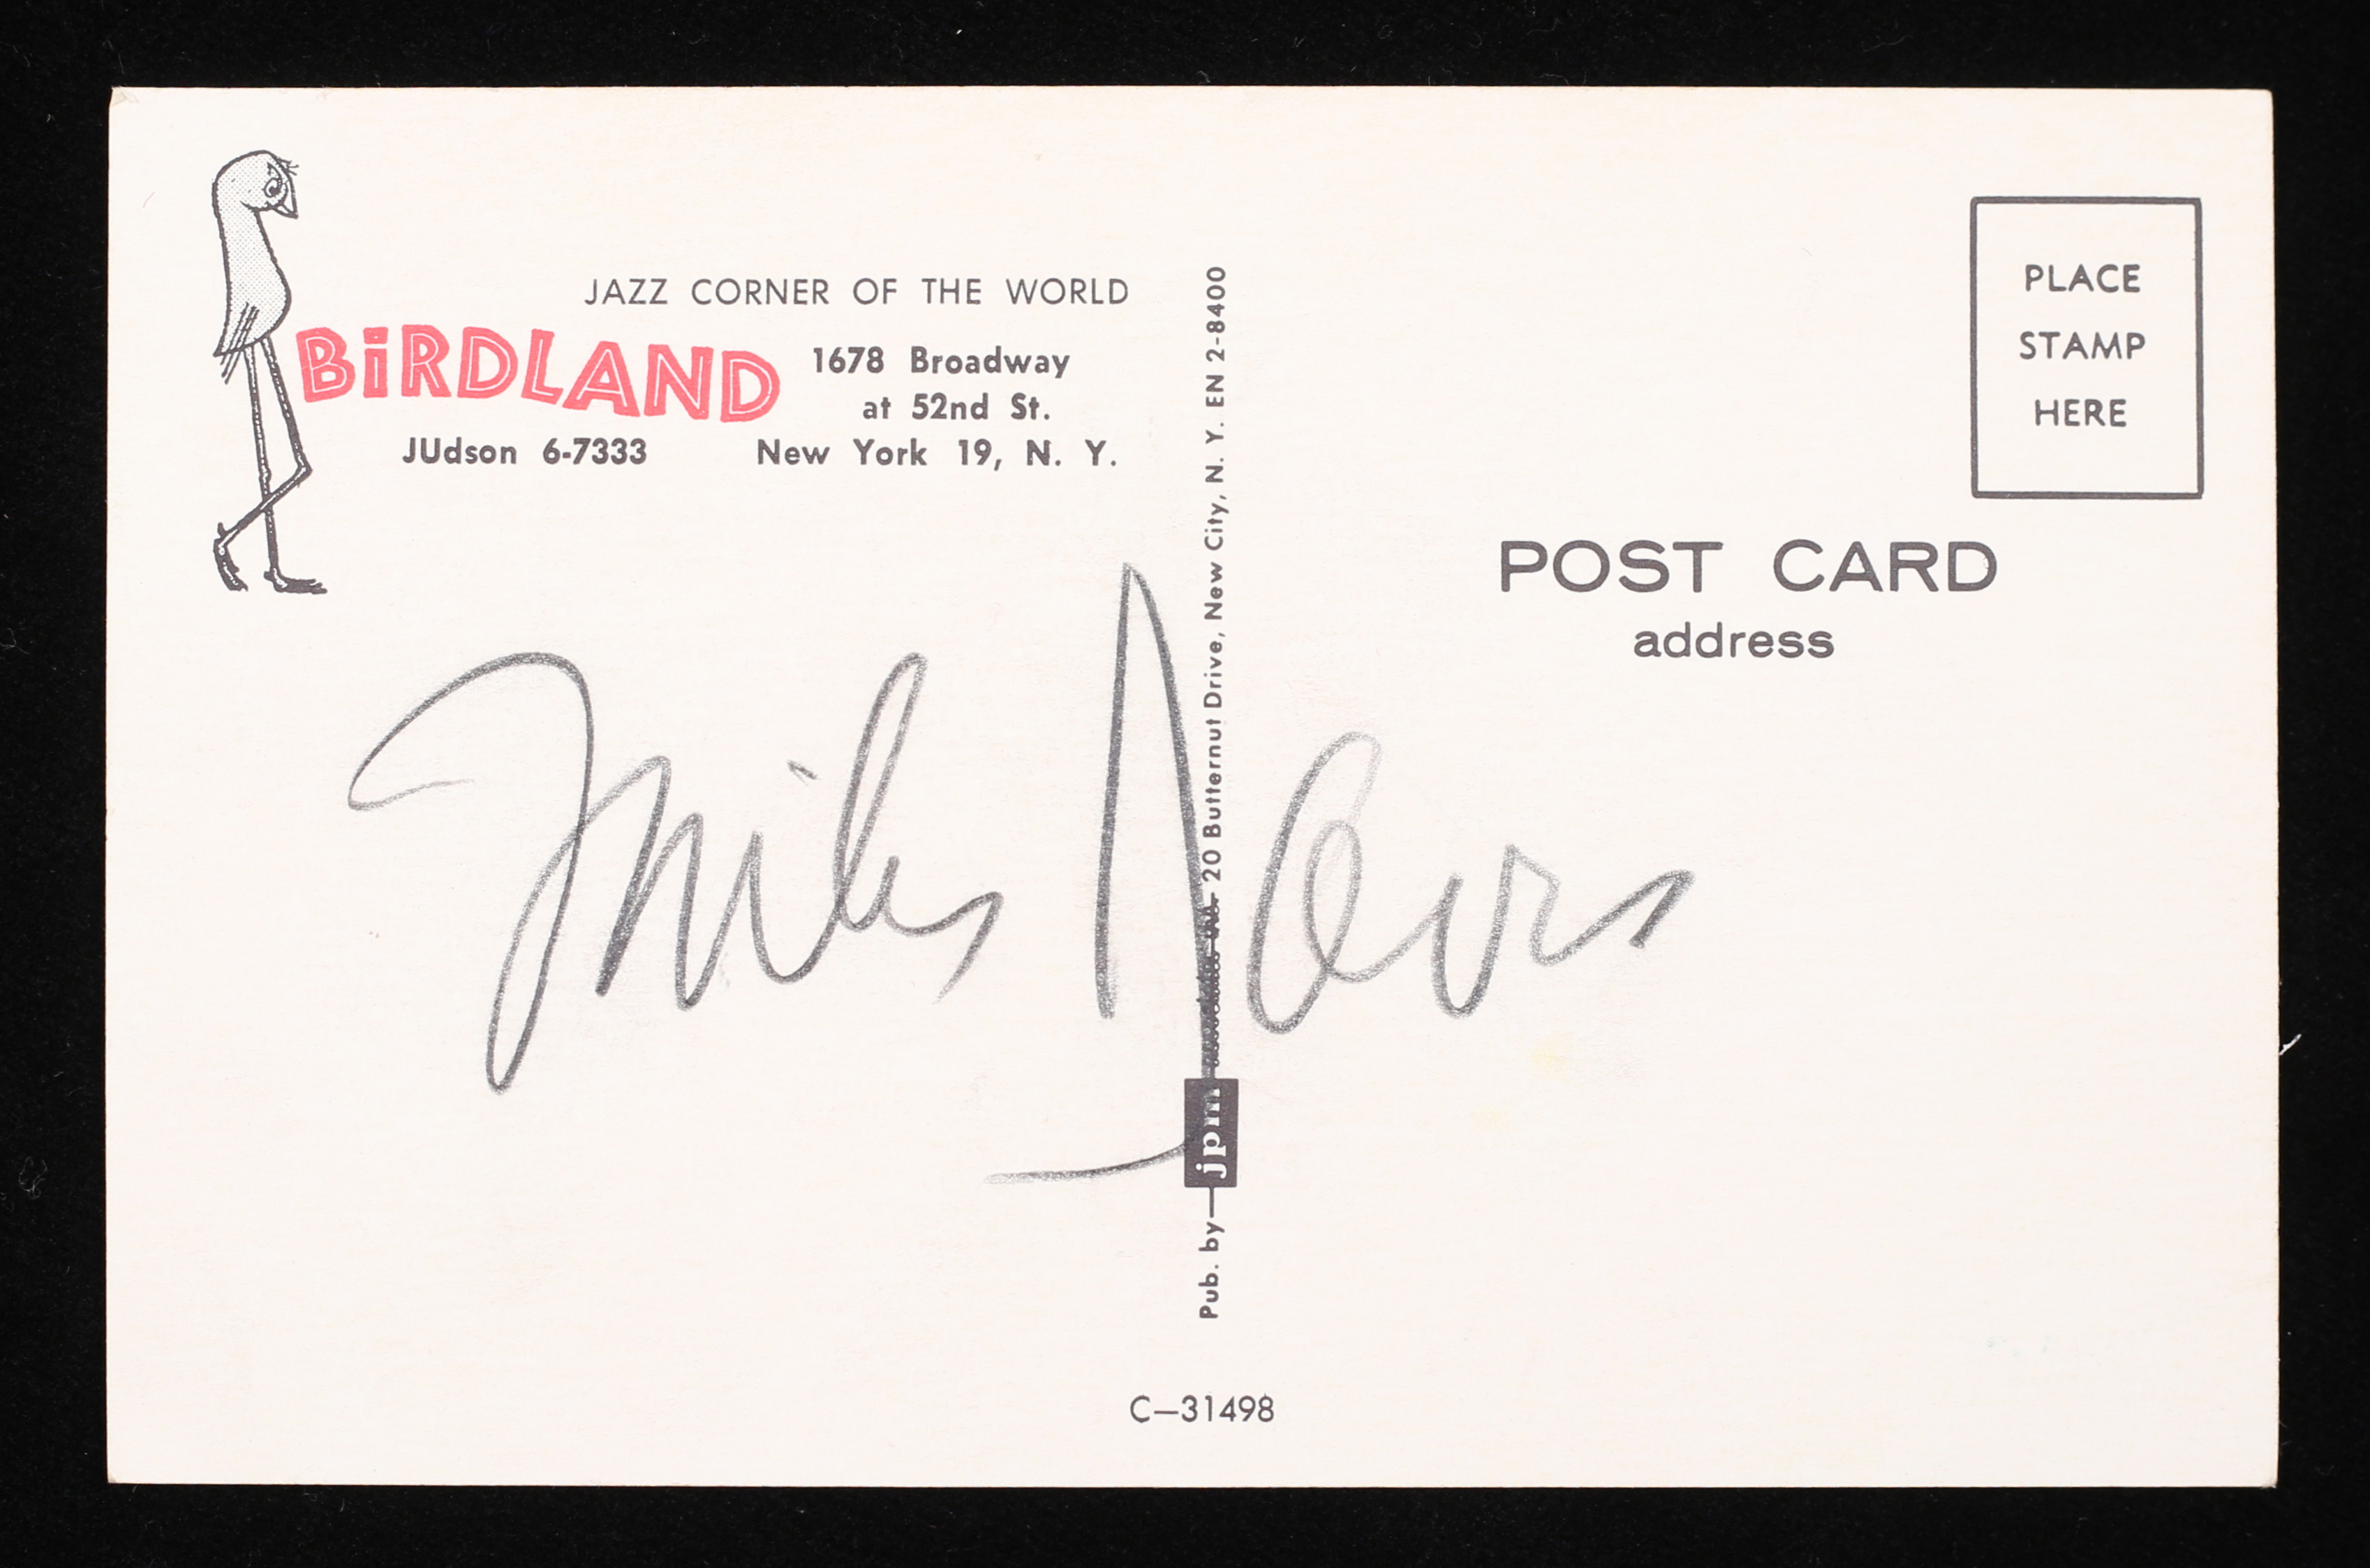 JAZZ CORNER OF THE WORLD
BiRDLAND
1678 Broadway
at 52nd St.
JUdson 6-7333
New York 19, N. Y.
Miles Davis
Pub. by—jpm
20 Butternut Drive, New City, N. Y. EN 2-8400
PLACE
STAMP
HERE
POST CARD
address
C—31498